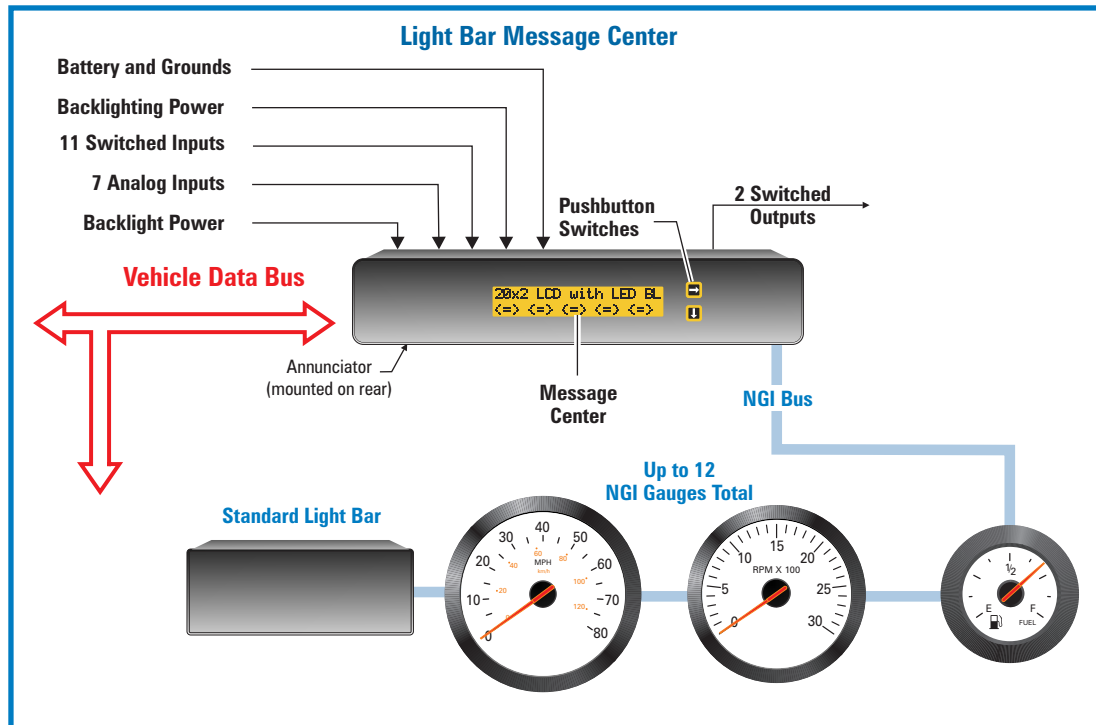 Light Bar Message Center
Battery and Grounds
Backlighting Power
11 Switched Inputs
7 Analog Inputs
Backlight Power
Pushbutton
Switches
2 Switched
Outputs
Vehicle Data Bus
20x2 LCD with LED BL
(=) (=) (=) (=) (=)
Annunciator
(mounted on rear)
Message
Center
NGI Bus
Up to 12
NGI Gauges Total
Standard Light Bar
0
10
20
30
40
50
60
70
80
MPH
km/h
0
20
40
60
80
100
120
0
5
10
15
20
25
30
RPM X 100
E
1/2
F
FUEL